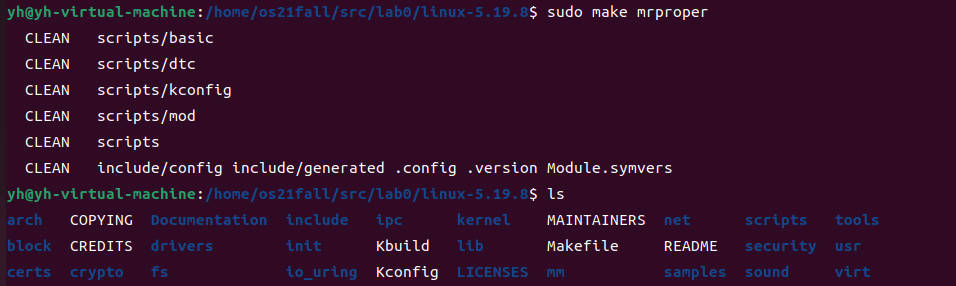 yh@yh-virtual-machine:/home/os21fall/src/lab0/linux-5.19.8$ sudo make mrproper
  CLEAN   scripts/basic
  CLEAN   scripts/dtc
  CLEAN   scripts/kconfig
  CLEAN   scripts/mod
  CLEAN   scripts
  CLEAN   include/config include/generated .config .version Module.symvers
yh@yh-virtual-machine:/home/os21fall/src/lab0/linux-5.19.8$ ls
arch   COPYING  Documentation  include   ipc      kernel    MAINTAINERS  net      scripts   tools
block  CREDITS  drivers        init      Kbuild   lib       Makefile     README   security  usr
certs  crypto   fs             io_uring  Kconfig  LICENSES  mm           samples  sound     virt